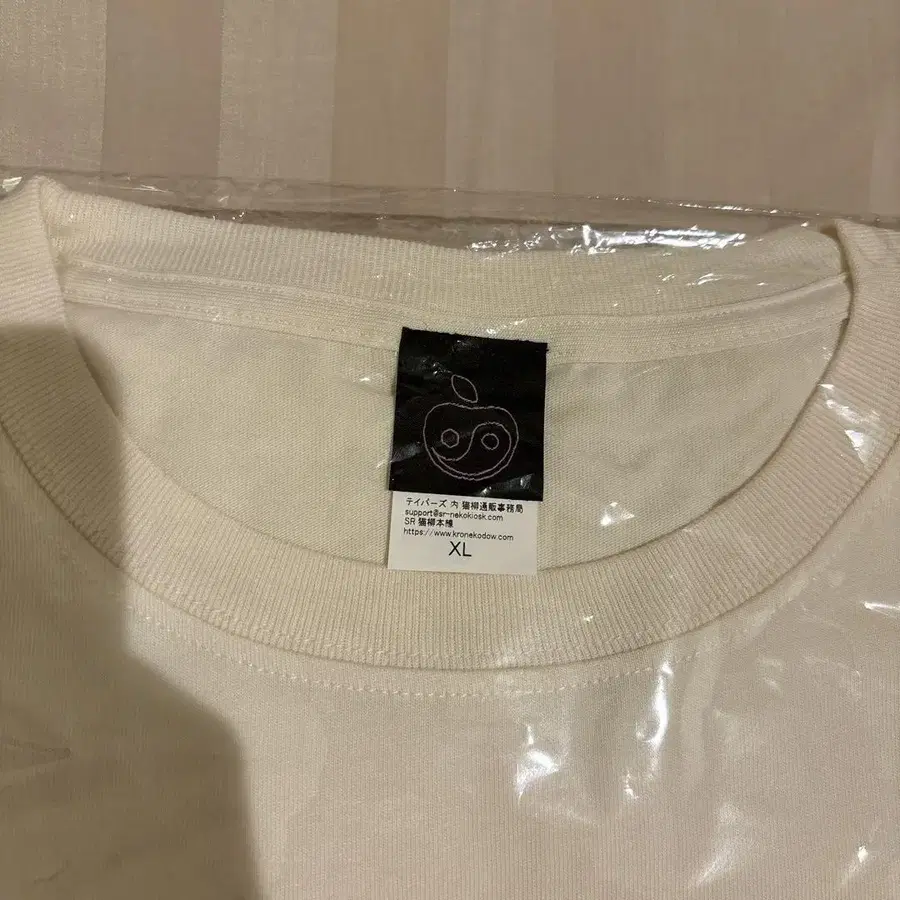 テイパーズ 内 猫柳通販事務局
support@sr-nekokiosk.com
SR 猫柳本線
https://www.kronekodow.com
XL